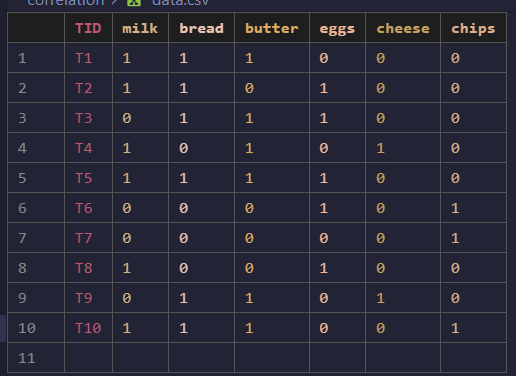 correlation > data.csv
TID milk bread butter eggs cheese chips
1 T1 1 1 1 0 0 0
2 T2 1 1 0 1 0 0
3 T3 0 1 1 1 0 0
4 T4 1 0 1 0 1 0
5 T5 1 1 1 1 0 0
6 T6 0 0 0 1 0 1
7 T7 0 0 0 0 0 1
8 T8 1 0 0 1 0 0
9 T9 0 1 1 0 1 0
10 T10 1 1 1 0 0 1
11